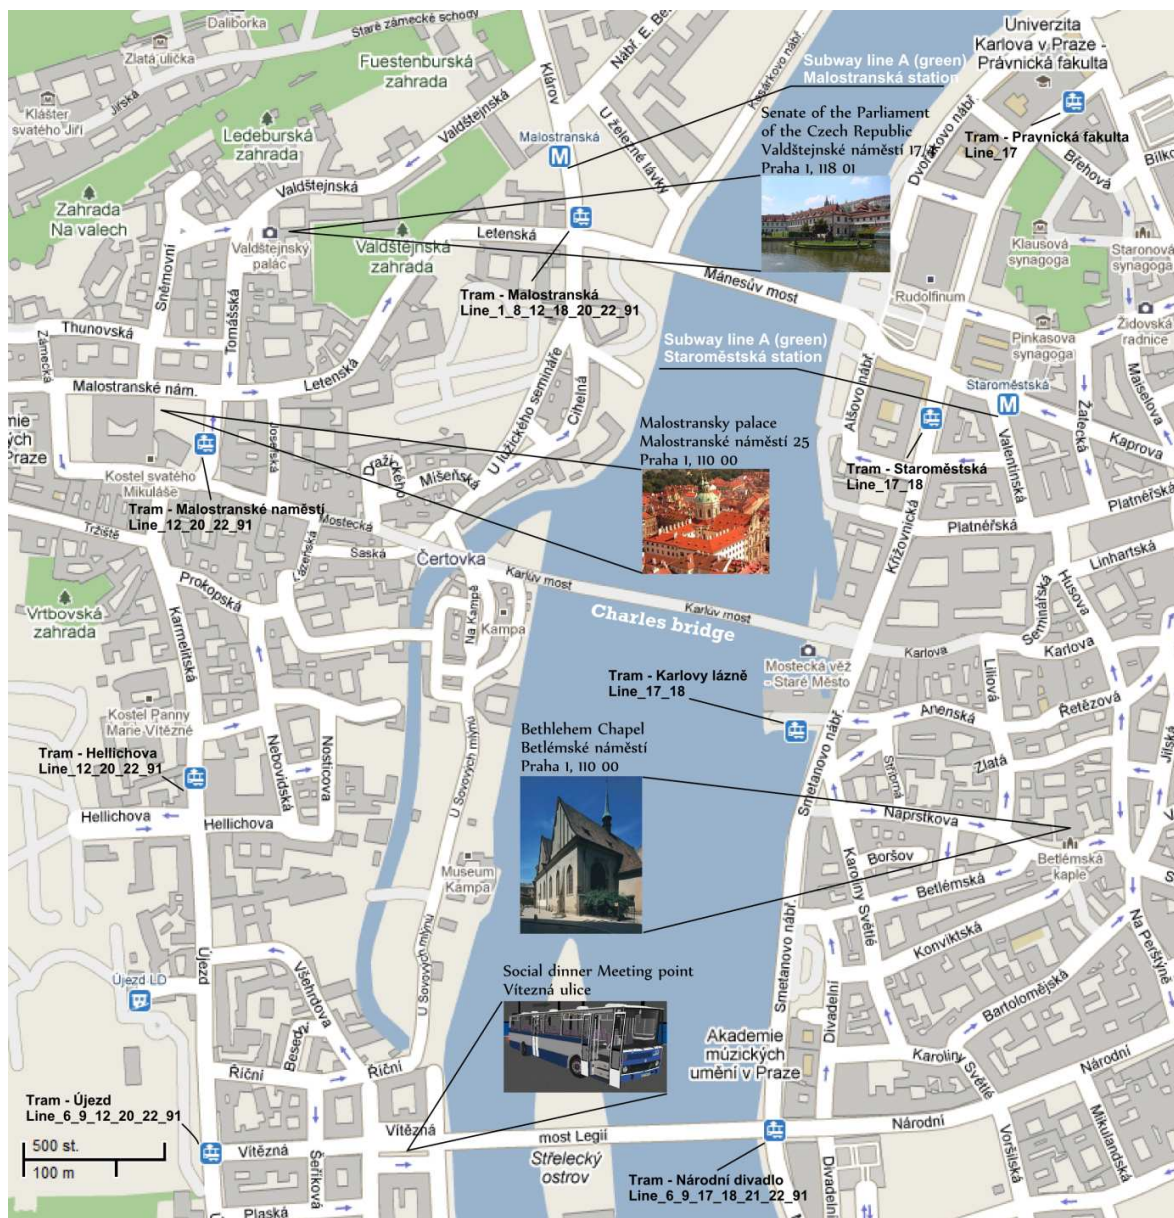 Daliborka
Zlatá ulička
Staré zámecké schody
Fuestenburská
zahrada
Klárov
Nábř. E. Be
Kosárkovo nábř.
Subway line A (green)
Malostranská station
Univerzita
Karlova v Praze -
Právnická fakulta
Klášter
svatého Jiří
Jiřská
Ledeburská
zahrada
Valdštejnská
Malostranská
M
U železné lávky
Senate of the Parliament
of the Czech Republic
Valdštejnské náměstí 17/4
Praha 1, 118 01
Tram - Pravnická fakulta
Line_17
Dvořákovo nábř.
Břehová
Bílko
Zahrada
Na valech
Valdštejnská
Valdštejnský
palác
Valdštejnská
zahrada
Letenská
Klausová
synagoga
Staronová
synagoga
Sněmovní
Tomášská
Mánesův most
Rudolfinum
Tram - Malostranská
Line_1_8_12_18_20_22_91
Pinkasova
synagoga
Židovská
radnice
Thunovská
Zámecká
Subway line A (green)
Staroměstská station
Letenská
Malostranské nám.
U lužického semináře
Cihelná
Alšovo nábř.
Staroměstská
M
Maiselova
Žatecká
Kaprova
Valentinská
mie
ých
Praze
Josefská
Malostransky palace
Malostranské náměstí 25
Praha 1, 110 00
Kostel svatého
Mikuláše
Dražického
Míšeňská
Tram - Staroměstská
Line_17_18
Tram - Malostranské naměstí
Line_12_20_22_91
Platnéřs
Platnéřská
Tržiště
Mostecká
Saská
Lázeňská
Čertovka
Křižovnická
Linhartská
Husova
Seminářská
Prokopská
Karlův most
Karlův most
Charles bridge
Vrtbovská
zahrada
Karmelitská
Na Kampě
Kampa
Karlova
Karlova
Mostecká věž
- Staré Město
Liliová
Řetězová
Tram - Karlovy lázně
Line_17_18
Kostel Panny
Marie Vítězné
Anenská
Jilská
Bethlehem Chapel
Betlémské náměstí
Praha 1, 110 00
Tram - Hellichova
Line_12_20_22_91
Nebovidská
Nosticova
U Sovových mlýnů
Smetanovo nábř.
Stříbrná
Zlatá
Hellichova
Hellichova
Naprstkova
Boršov
Betlémská
kaple
Museum
Kampa
Karoliny Světlé
Betlémská
Konviktská
Na Perštýně
Újezd
Všehrdova
U Sovových mlýnů
Smetanovo nábř.
Divadelní
Újezd-LD
Social dinner Meeting point
Vítezná ulice
Bartolomějská
Besední
Říční
Říční
Akademie
múzických
umění v Praze
Karoliny Světlé
Národní
Tram - Újezd
Line_6_9_12_20_22_91
500 st.
100 m
Vítězná
Vítězná
most Legií
Národní
Mikulandská
Voršilská
Šeříková
Střelecký
ostrov
Tram - Národní divadlo
Line_6_9_17_18_21_22_91
Divadelní
Plaská